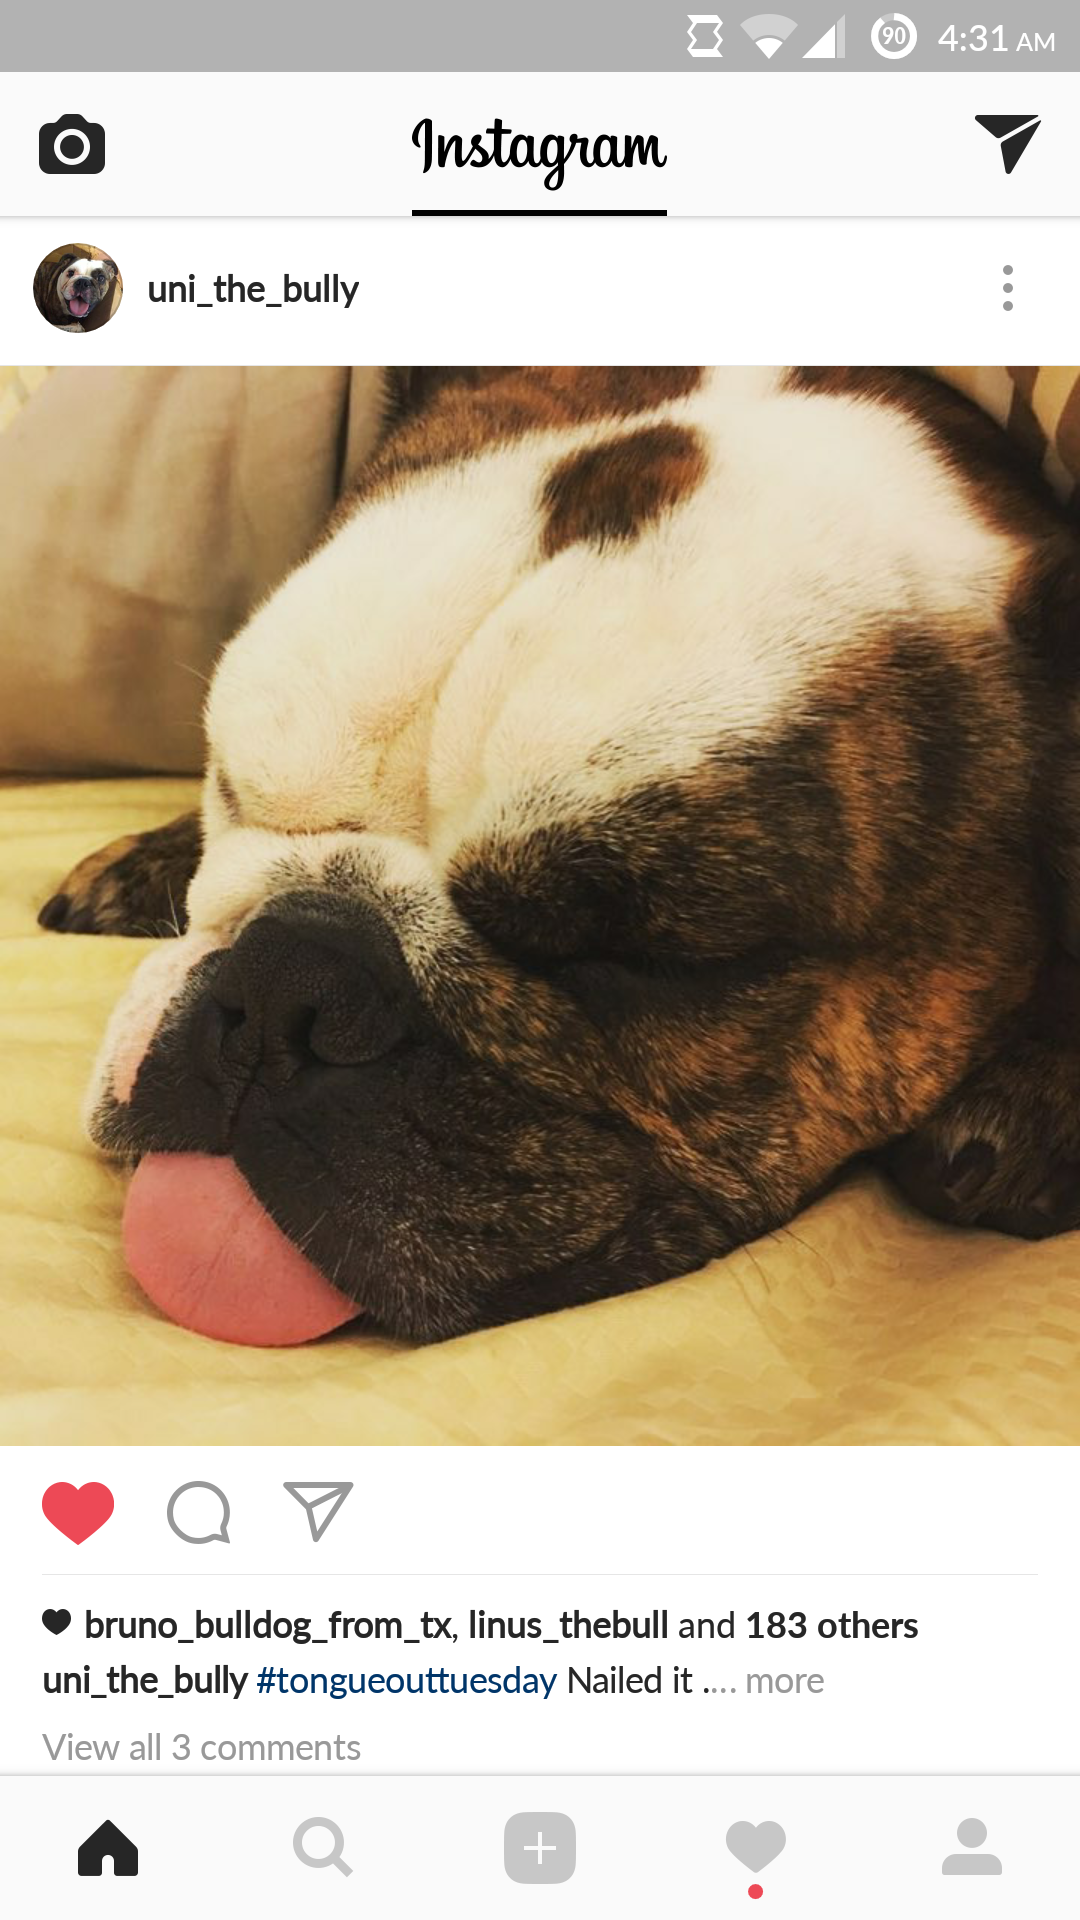 90 4:31 AM
Instagram
uni_the_bully
bruno_bulldog_from_tx, linus_thebull and 183 others
uni_the_bully #tongueouttuesday Nailed it .... more
View all 3 comments